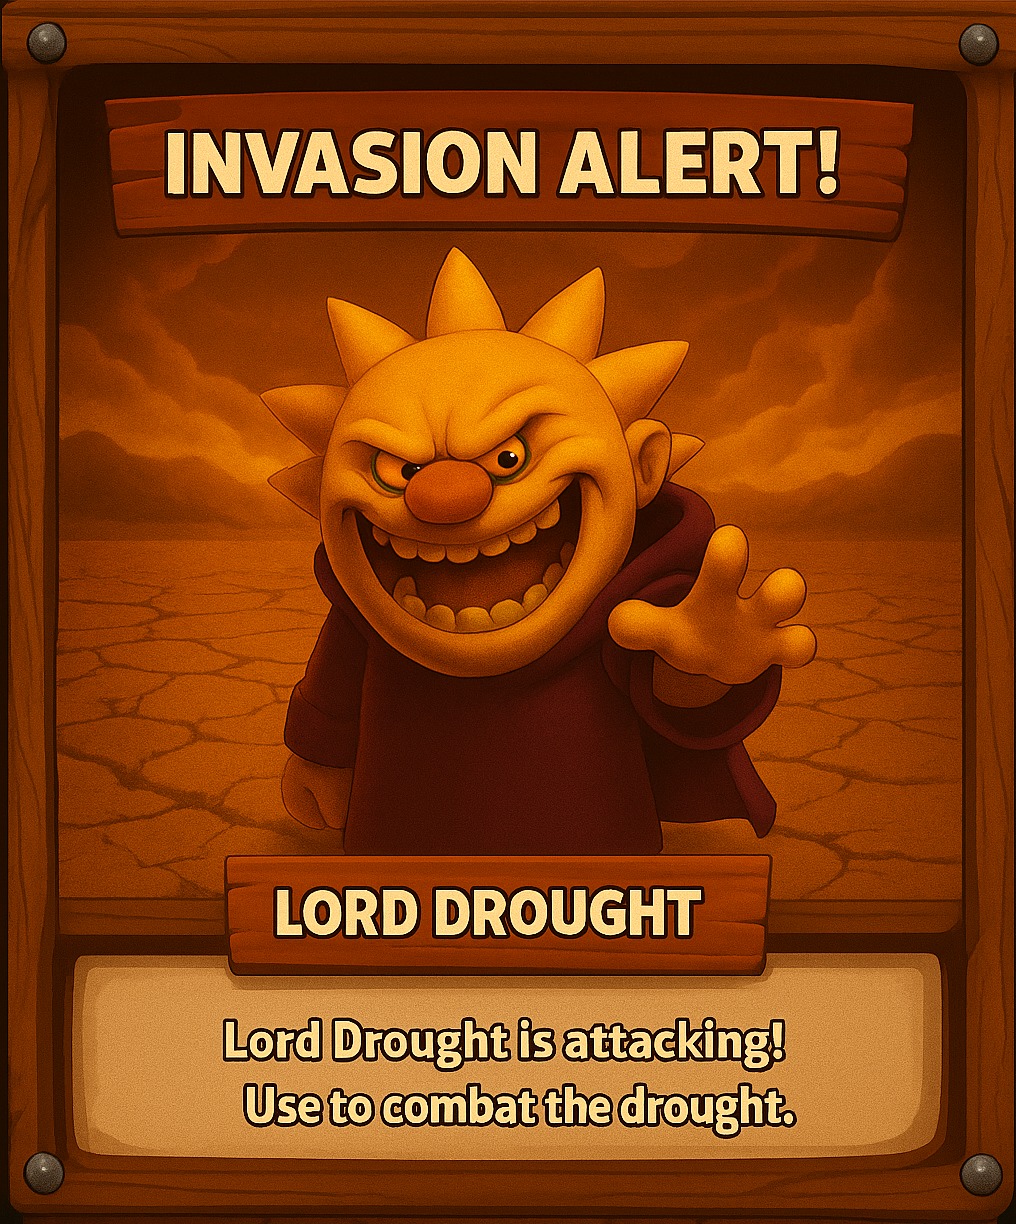 INVASION ALERT!
LORD DROUGHT
Lord Drought is attacking!
Use to combat the drought.